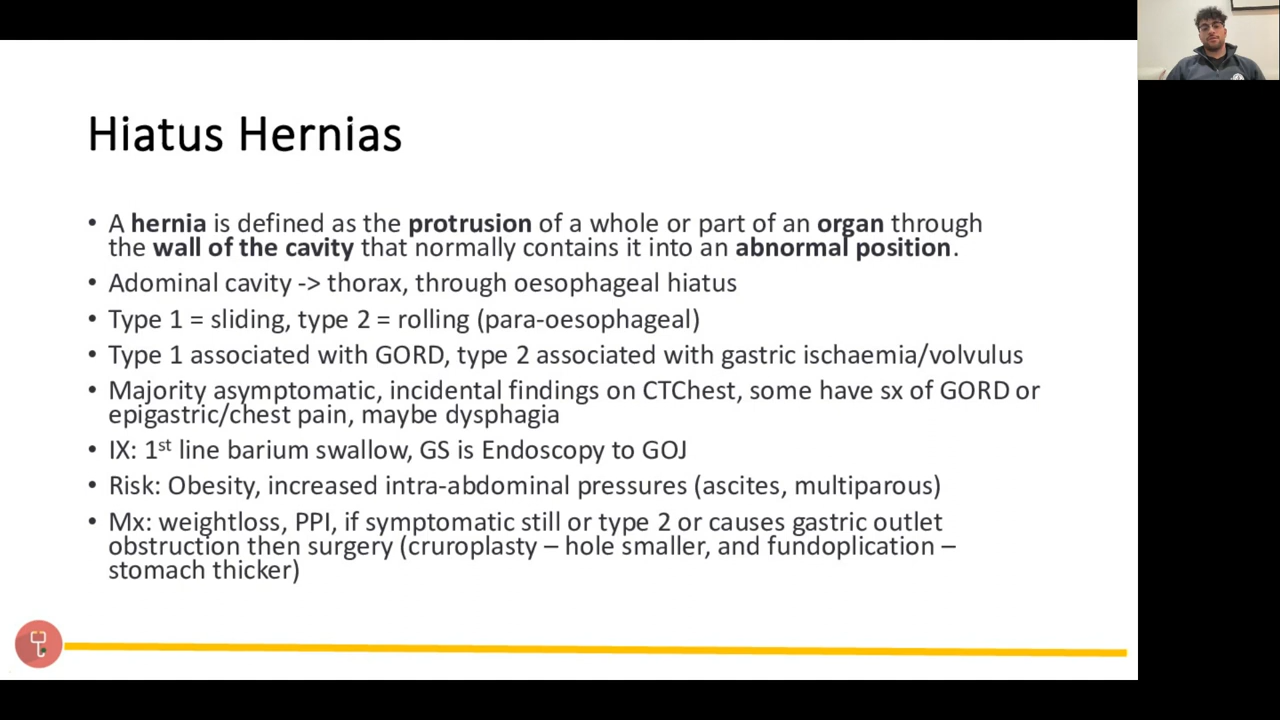 Hiatus Hernias
• A hernia is defined as the protrusion of a whole or part of an organ through
the wall of the cavity that normally contains it into an abnormal position.
• Adominal cavity -> thorax, through oesophageal hiatus
• Type 1 = sliding, type 2 = rolling (para-oesophageal)
• Type 1 associated with GORD, type 2 associated with gastric ischaemia/volvulus
• Majority asymptomatic, incidental findings on CTChest, some have sx of GORD or
epigastric/chest pain, maybe dysphagia
• IX: 1st line barium swallow, GS is Endoscopy to GOJ
• Risk: Obesity, increased intra-abdominal pressures (ascites, multiparous)
• Mx: weightloss, PPI, if symptomatic still or type 2 or causes gastric outlet
obstruction then surgery (cruroplasty – hole smaller, and fundoplication –
stomach thicker)